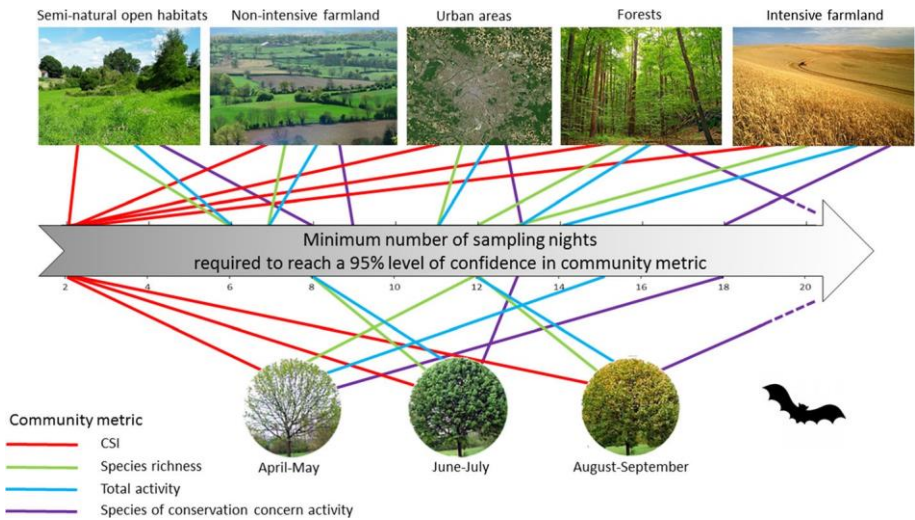 Semi-natural open habitats
Non-intensive farmland
Urban areas
Forests
Intensive farmland
Minimum number of sampling nights
required to reach a 95% level of confidence in community metric
2 4 6 8 10 12 14 16 18 20
Community metric
CSI
Species richness
Total activity
Species of conservation concern activity
April-May
June-July
August-September